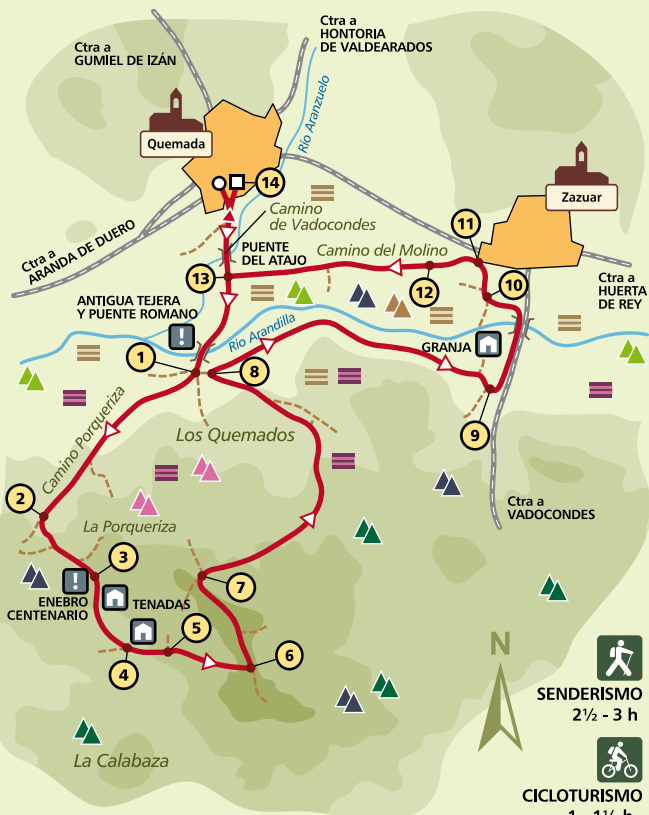 Ctra a
GUMIEL DE IZÁN
Ctra a
HONTORIA
DE VALDEARADOS
Río Aranzuelo
Quemada
Zazuar
14
Camino
de Vadocondes
11
Ctra a
ARANDA DE DUERO
PUENTE
DEL ATAJO
Camino del Molino
13
12
10
Ctra a
HUERTA
DE REY
ANTIGUA TEJERA
Y PUENTE ROMANO
!
Río Arandilla
GRANJA
1
8
9
Camino Porqueriza
Los Quemados
2
La Porqueriza
Ctra a
VADOCONDES
3
!
ENEBRO
CENTENARIO
TENADAS
7
5
4
6
N
SENDERISMO
2½ - 3 h
La Calabaza
CICLOTURISMO
1 - 1½ h